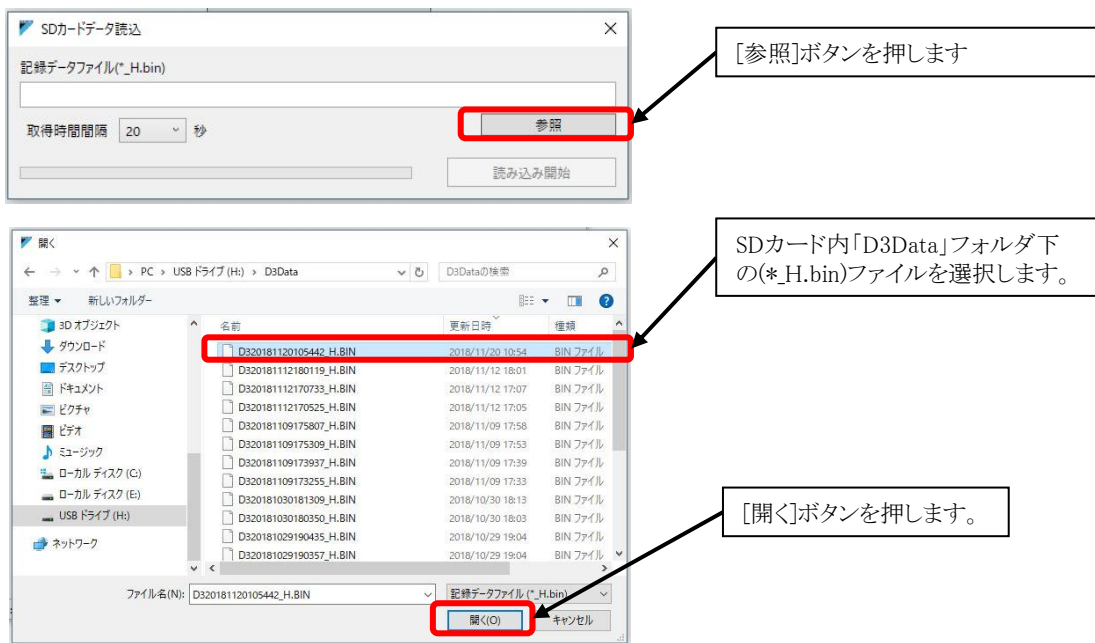 SDカードデータ読込
記録データファイル(*_H.bin)
取得時間間隔 20 秒
参照
読み込み開始
[参照]ボタンを押します
開く
PC › USB ドライブ (H:) › D3Data
D3Dataの検索
整理 新しいフォルダー
3D オブジェクト
ダウンロード
デスクトップ
ドキュメント
ピクチャ
ビデオ
ミュージック
ローカル ディスク (C:)
ローカル ディスク (E:)
USB ドライブ (H:)
ネットワーク
名前 更新日時 種類
D320181120105442_H.BIN 2018/11/20 10:54 BIN ファイル
D320181112180119_H.BIN 2018/11/12 18:01 BIN ファイル
D320181112170733_H.BIN 2018/11/12 17:07 BIN ファイル
D320181112170525_H.BIN 2018/11/12 17:05 BIN ファイル
D320181109175807_H.BIN 2018/11/09 17:58 BIN ファイル
D320181109175309_H.BIN 2018/11/09 17:53 BIN ファイル
D320181109173937_H.BIN 2018/11/09 17:39 BIN ファイル
D320181109173255_H.BIN 2018/11/09 17:33 BIN ファイル
D320181030181309_H.BIN 2018/10/30 18:13 BIN ファイル
D320181030180350_H.BIN 2018/10/30 18:03 BIN ファイル
D320181029190435_H.BIN 2018/10/29 19:04 BIN ファイル
D320181029190357_H.BIN 2018/10/29 19:04 BIN ファイル
ファイル名(N): D320181120105442_H.BIN 記録データファイル (*_H.bin)
開く(O) キャンセル
SDカード内「D3Data」フォルダ下
の(*_H.bin)ファイルを選択します。
[開く]ボタンを押します。